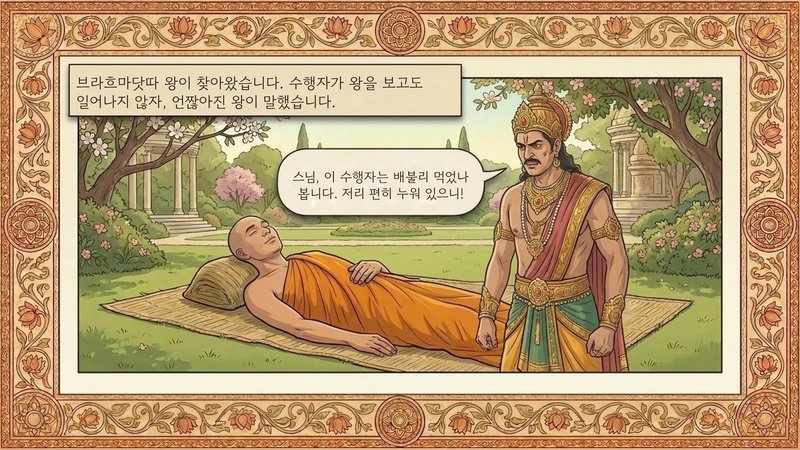 브라흐마닷따 왕이 찾아왔습니다. 수행자가 왕을 보고도
일어나지 않자, 언짢아진 왕이 말했습니다.
스님, 이 수행자는 배불리 먹었나
봅니다. 저리 편히 누워 있으니!